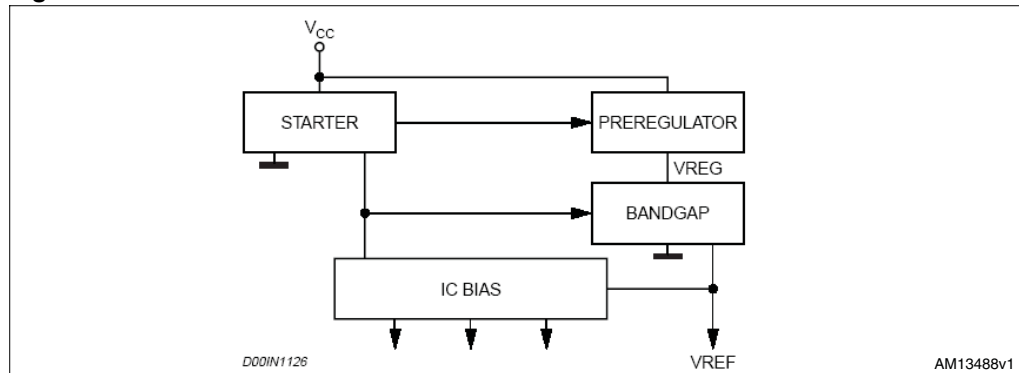 VCC
STARTER
PREREGULATOR
VREG
BANDGAP
IC BIAS
D00IN1126
VREF
AM13488v1